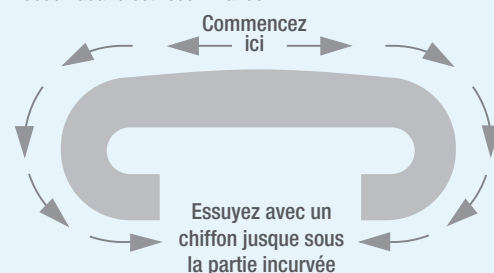 Commencez
ici
Essuyez avec un
chiffon jusque sous
la partie incurvée